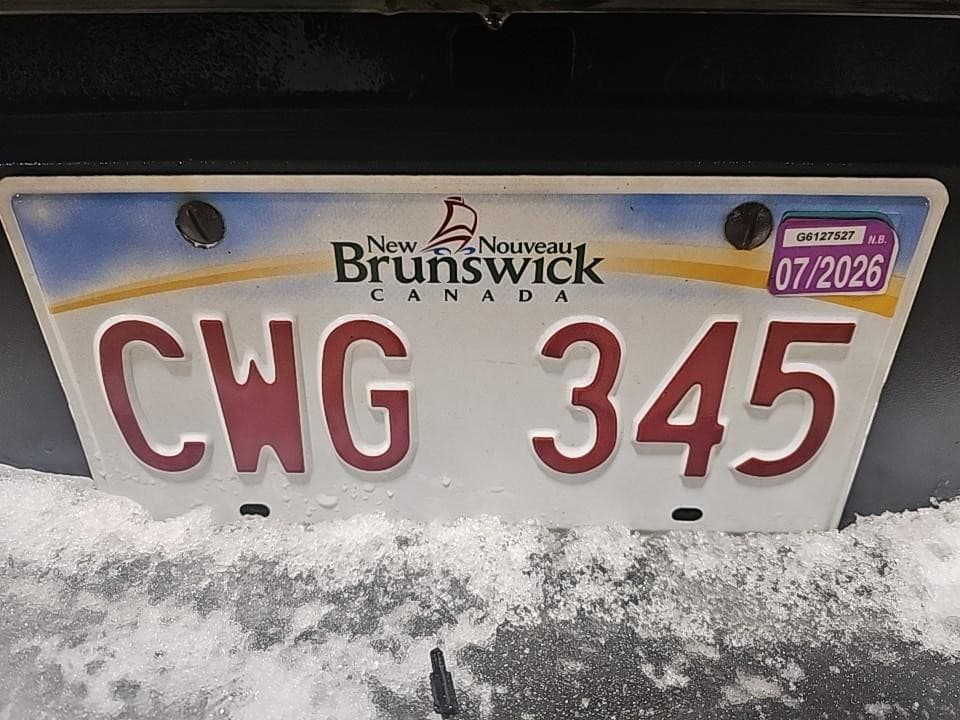 New Nouveau
Brunswick
CANADA
G6127527 N.B.
07/2026
CWG 345